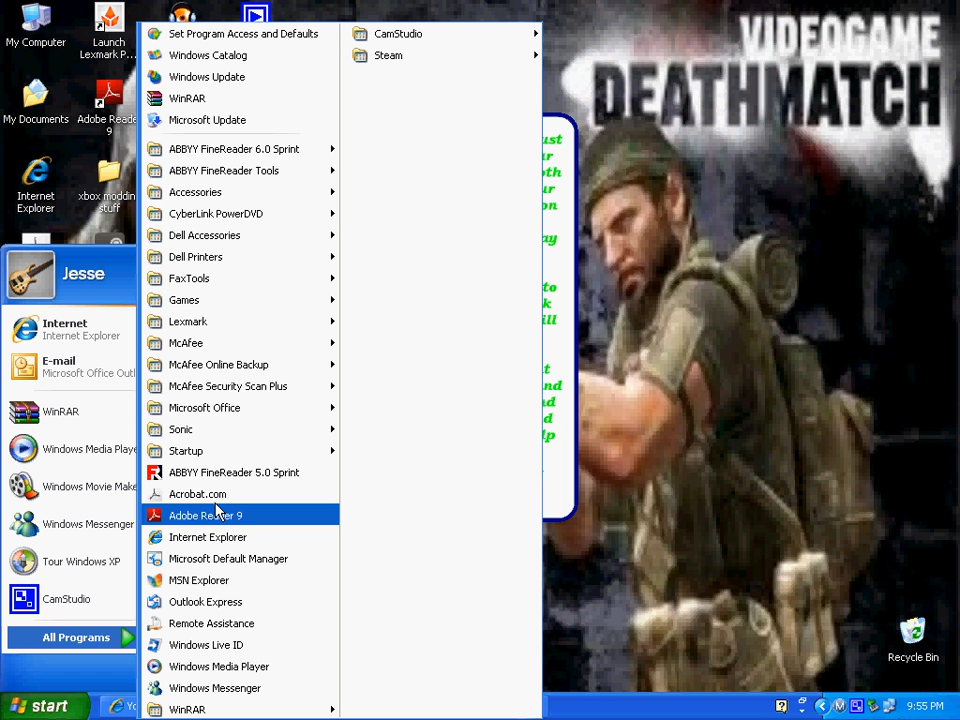 My Computer
Launch
Lexmark P...
My Documents
Adobe Reade
9
Internet
Explorer
xbox modding
stuff
Jesse
Internet
Internet Explorer
E-mail
Microsoft Office Outl
WinRAR
Windows Media Playe
Windows Movie Make
Windows Messenger
Tour Windows XP
CamStudio
All Programs
Set Program Access and Defaults
Windows Catalog
Windows Update
WinRAR
Microsoft Update
ABBYY FineReader 6.0 Sprint
ABBYY FineReader Tools
Accessories
CyberLink PowerDVD
Dell Accessories
Dell Printers
FaxTools
Games
Lexmark
McAfee
McAfee Online Backup
McAfee Security Scan Plus
Microsoft Office
Sonic
Startup
ABBYY FineReader 5.0 Sprint
Acrobat.com
Adobe Reader 9
Internet Explorer
Microsoft Default Manager
MSN Explorer
Outlook Express
Remote Assistance
Windows Live ID
Windows Media Player
Windows Messenger
WinRAR
CamStudio
Steam
VIDEOGAME
DEATHMATCH
Recycle Bin
start
9:55 PM